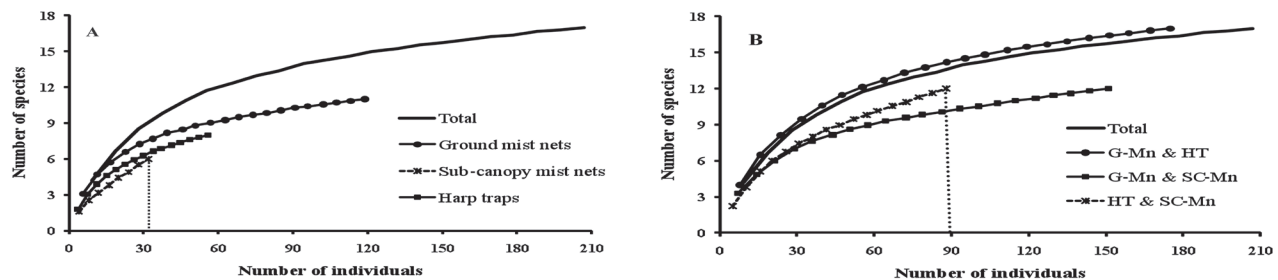 A
Number of species
18
15
12
9
6
3
0
Total
Ground mist nets
Sub-canopy mist nets
Harp traps
0 30 60 90 120 150 180 210
Number of individuals
B
Number of species
18
15
12
9
6
3
0
Total
G-Mn & HT
G-Mn & SC-Mn
HT & SC-Mn
0 30 60 90 120 150 180 210
Number of individuals